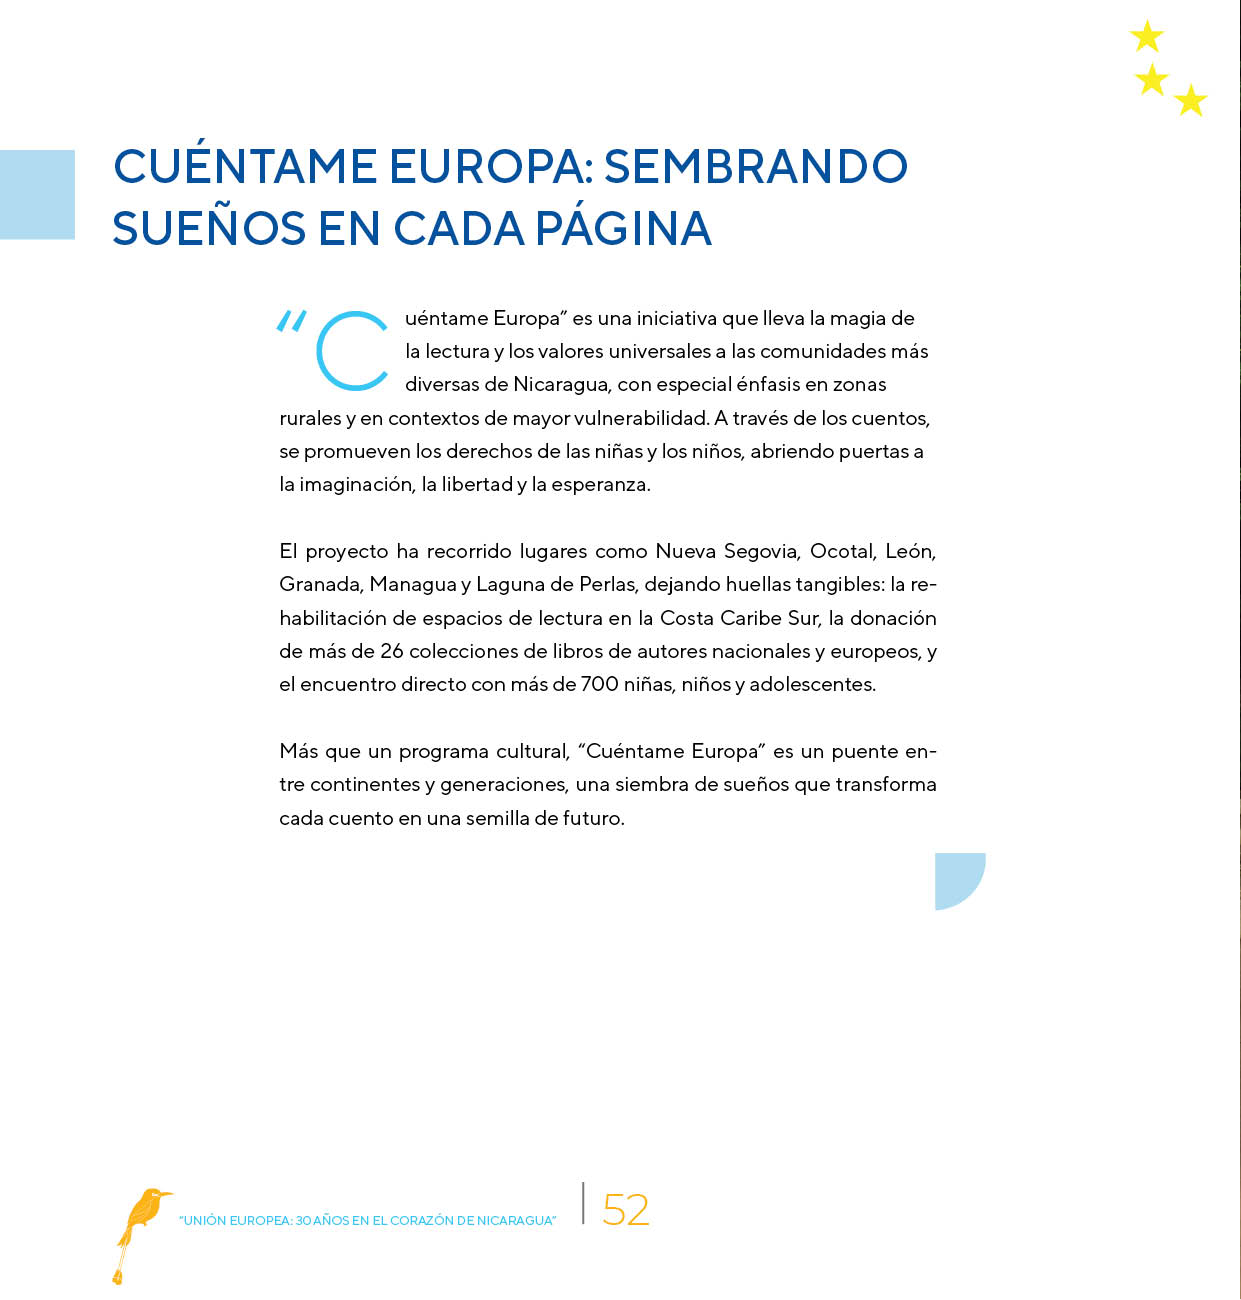 CUÉNTAME EUROPA: SEMBRANDO
SUEÑOS EN CADA PÁGINA
“Cuéntame Europa” es una iniciativa que lleva la magia de
la lectura y los valores universales a las comunidades más
diversas de Nicaragua, con especial énfasis en zonas
rurales y en contextos de mayor vulnerabilidad. A través de los cuentos,
se promueven los derechos de las niñas y los niños, abriendo puertas a
la imaginación, la libertad y la esperanza.
El proyecto ha recorrido lugares como Nueva Segovia, Ocotal, León,
Granada, Managua y Laguna de Perlas, dejando huellas tangibles: la re-
habilitación de espacios de lectura en la Costa Caribe Sur, la donación
de más de 26 colecciones de libros de autores nacionales y europeos, y
el encuentro directo con más de 700 niñas, niños y adolescentes.
Más que un programa cultural, “Cuéntame Europa” es un puente en-
tre continentes y generaciones, una siembra de sueños que transforma
cada cuento en una semilla de futuro.
“UNIÓN EUROPEA: 30 AÑOS EN EL CORAZÓN DE NICARAGUA”
52